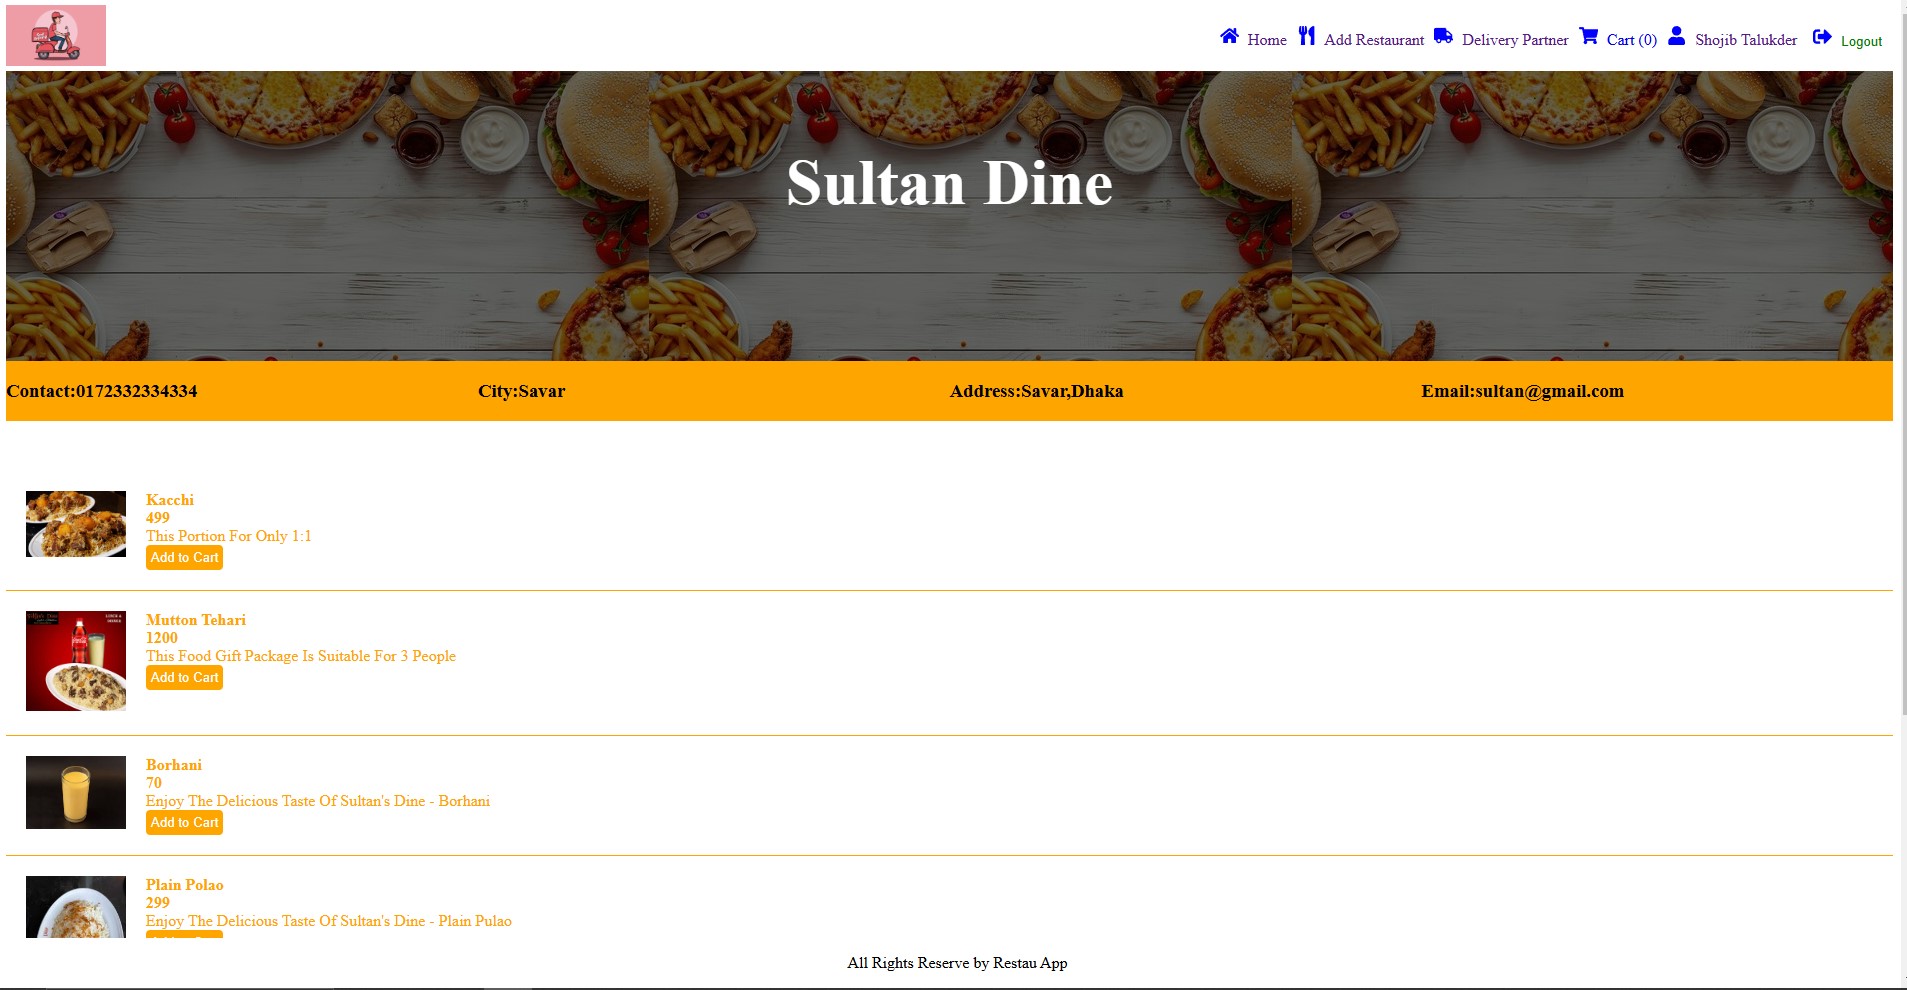 Home Add Restaurant Delivery Partner Cart (0) Shojib Talukder Logout
Sultan Dine
Contact:0172332334334 City:Savar Address:Savar,Dhaka Email:sultan@gmail.com
Kacchi
499
This Portion For Only 1:1
Add to Cart
Mutton Tehari
1200
This Food Gift Package Is Suitable For 3 People
Add to Cart
Borhani
70
Enjoy The Delicious Taste Of Sultan's Dine - Borhani
Add to Cart
Plain Polao
299
Enjoy The Delicious Taste Of Sultan's Dine - Plain Pulao
All Rights Reserve by Restau App